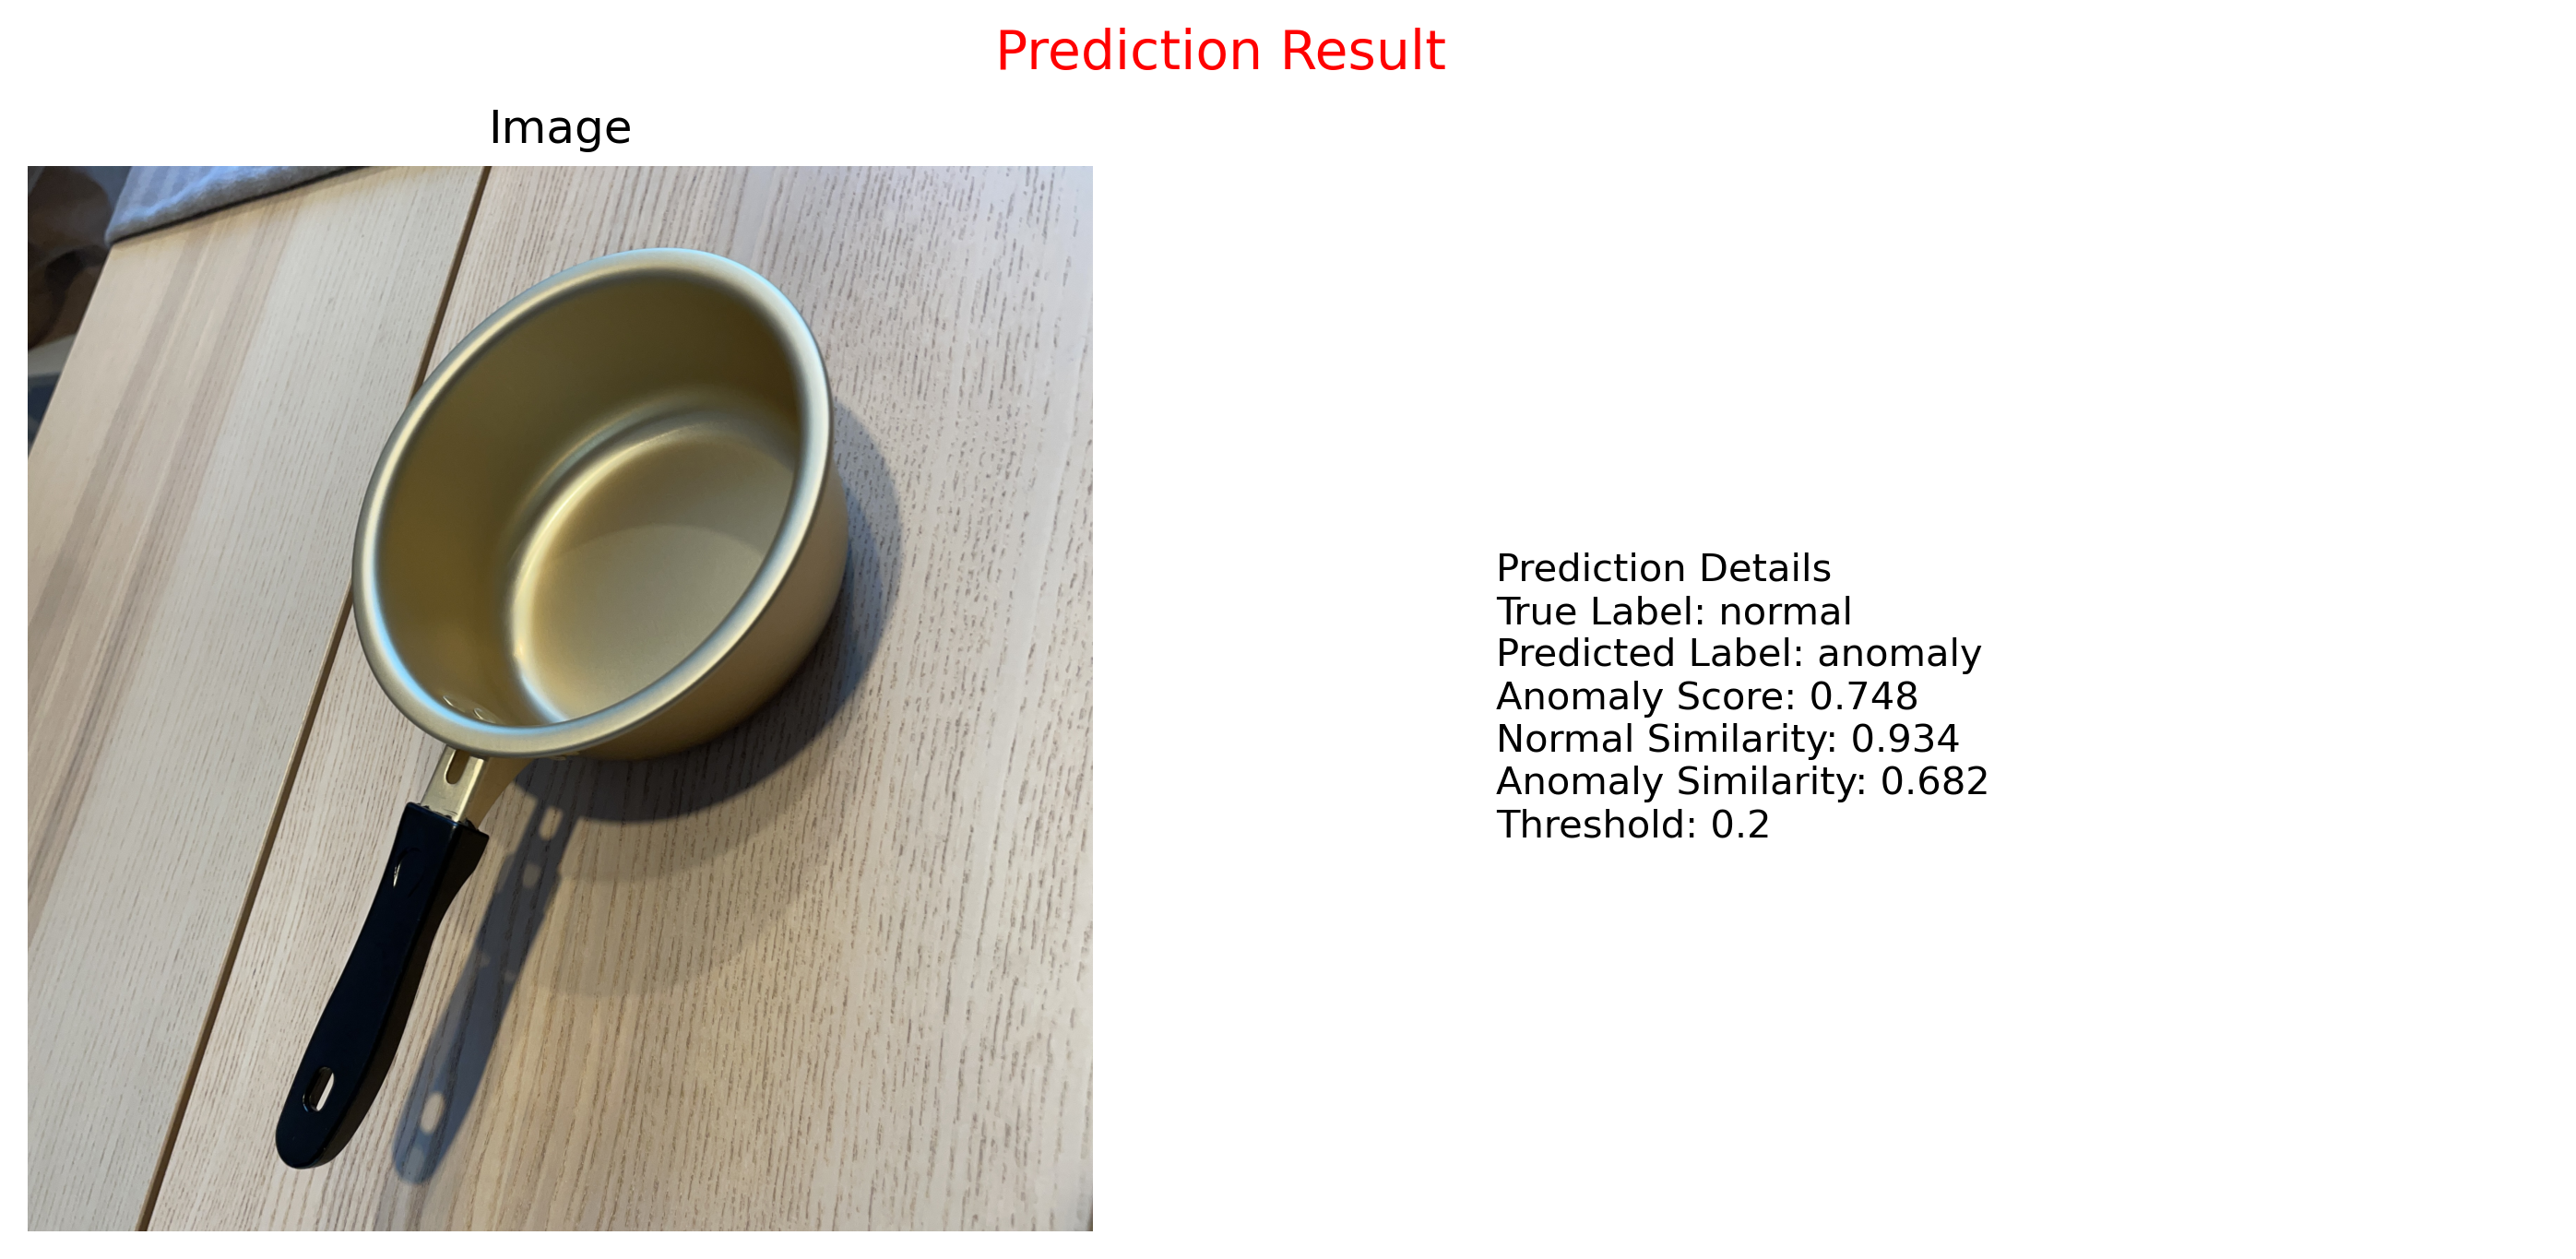 Prediction Result
Image
Prediction Details
True Label: normal
Predicted Label: anomaly
Anomaly Score: 0.748
Normal Similarity: 0.934
Anomaly Similarity: 0.682
Threshold: 0.2